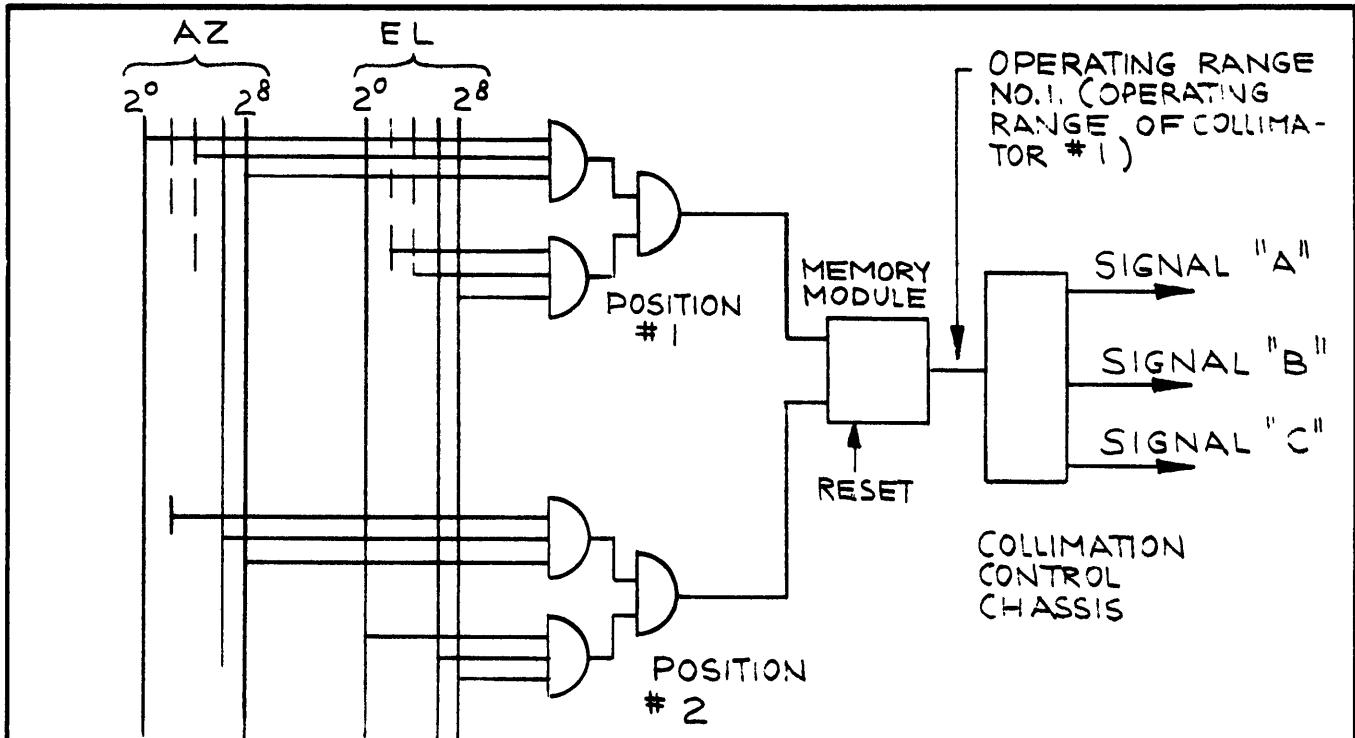 AZ
EL
2⁰
2⁸
2⁰
2⁸
OPERATING RANGE
NO.1. (OPERATING
RANGE OF COLLIMA-
TOR #1)
POSITION
#1
MEMORY
MODULE
RESET
SIGNAL "A"
SIGNAL "B"
SIGNAL "C"
COLLIMATION
CONTROL
CHASSIS
POSITION
# 2